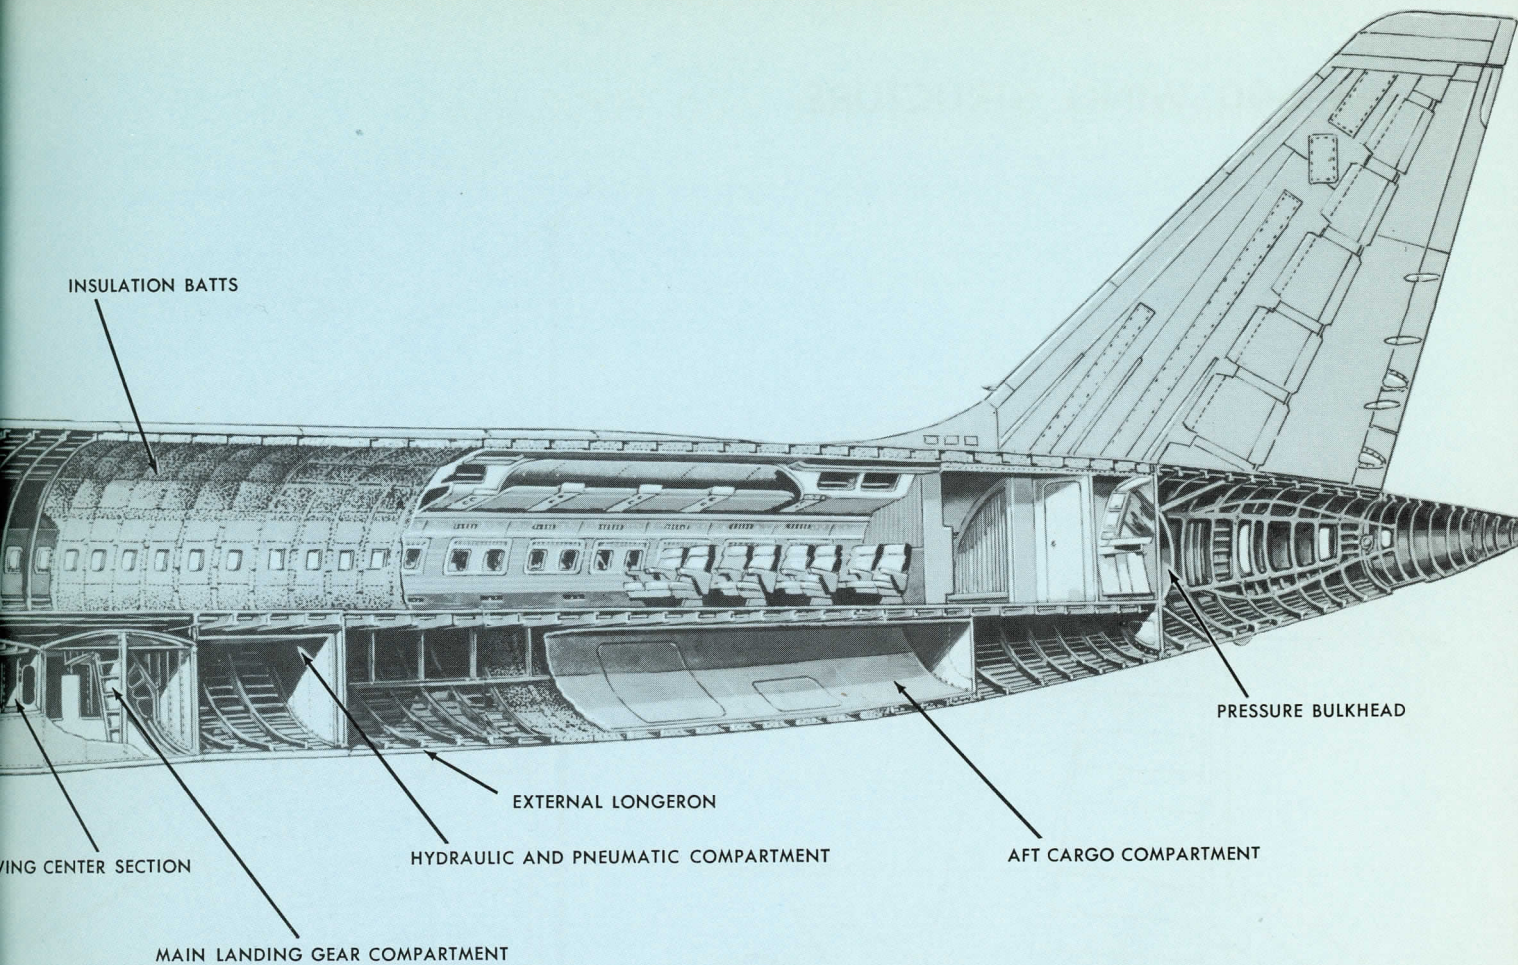 INSULATION BATTS
PRESSURE BULKHEAD
EXTERNAL LONGERON
HYDRAULIC AND PNEUMATIC COMPARTMENT
AFT CARGO COMPARTMENT
CENTER SECTION
MAIN LANDING GEAR COMPARTMENT